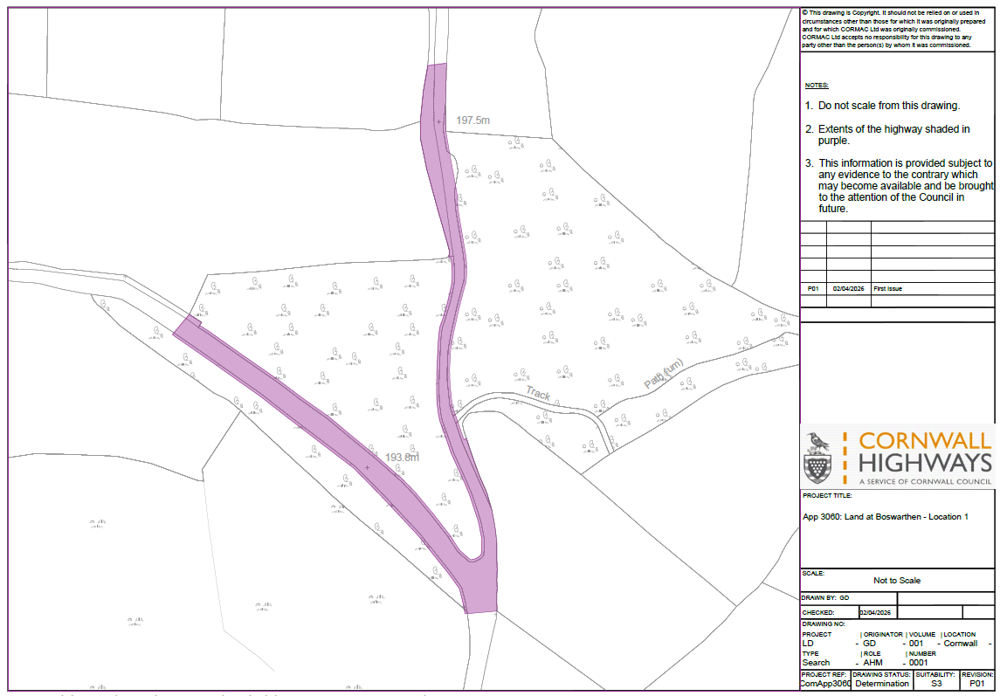 © This drawing is Copyright. It should not be relied on or used in
circumstances other than those for which it was originally prepared
and for which CORMAC Ltd was originally commissioned.
CORMAC Ltd accepts no responsibility for this drawing to any
party other than the person(s) by whom it was commissioned.
NOTES:
1. Do not scale from this drawing.
2. Extents of the highway shaded in
purple.
3. This information is provided subject to
any evidence to the contrary which
may become available and be brought
to the attention of the Council in
future.
P01 02/04/2026 First Issue
197.5m
Track
Path (um)
193.8m
CORNWALL
HIGHWAYS
A SERVICE OF CORNWALL COUNCIL
PROJECT TITLE:
App 3060: Land at Boswarthen - Location 1
SCALE:
Not to Scale
DRAWN BY: GD
CHECKED: 02/04/2026
DRAWING NO:
PROJECT | ORIGINATOR | VOLUME | LOCATION
LD - GD - 001 - Cornwall -
TYPE | ROLE | NUMBER
Search - AHM - 0001
PROJECT REF: DRAWING STATUS: SUITABILITY: REVISION:
ComApp3060 Determination S3 P01